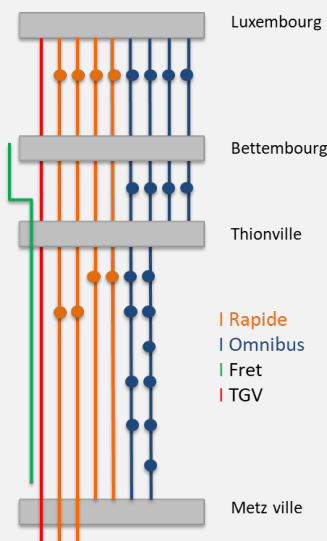 Luxembourg
Bettembourg
Thionville
I Rapide
I Omnibus
I Fret
I TGV
Metz ville